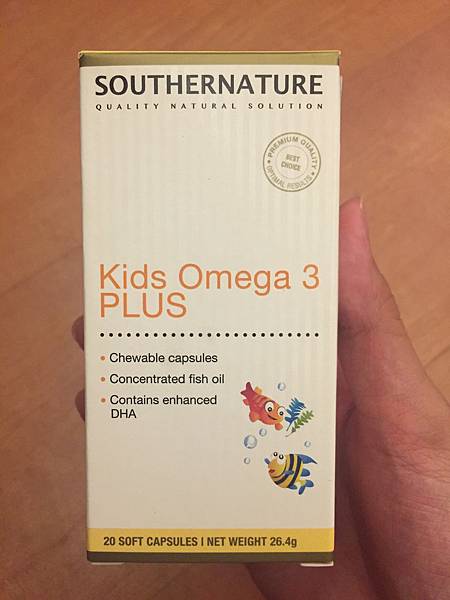 SOUTHERNATURE
QUALITY NATURAL SOLUTION
PREMIUM QUALITY
BEST
CHOICE
OPTIMAL RESULTS
Kids Omega 3
PLUS
• Chewable capsules
• Concentrated fish oil
• Contains enhanced
DHA
20 SOFT CAPSULES I NET WEIGHT 26.4g